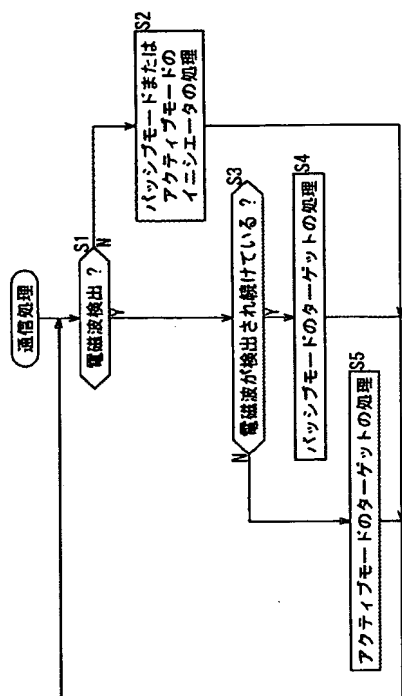 通信処理
S1
電磁波検出?
N
Y
S2
パッシブモードまたは
アクティブモードの
イニシエータの処理
S3
電磁波が検出され続けている?
N
Y
S4
パッシブモードのターゲットの処理
S5
アクティブモードのターゲットの処理